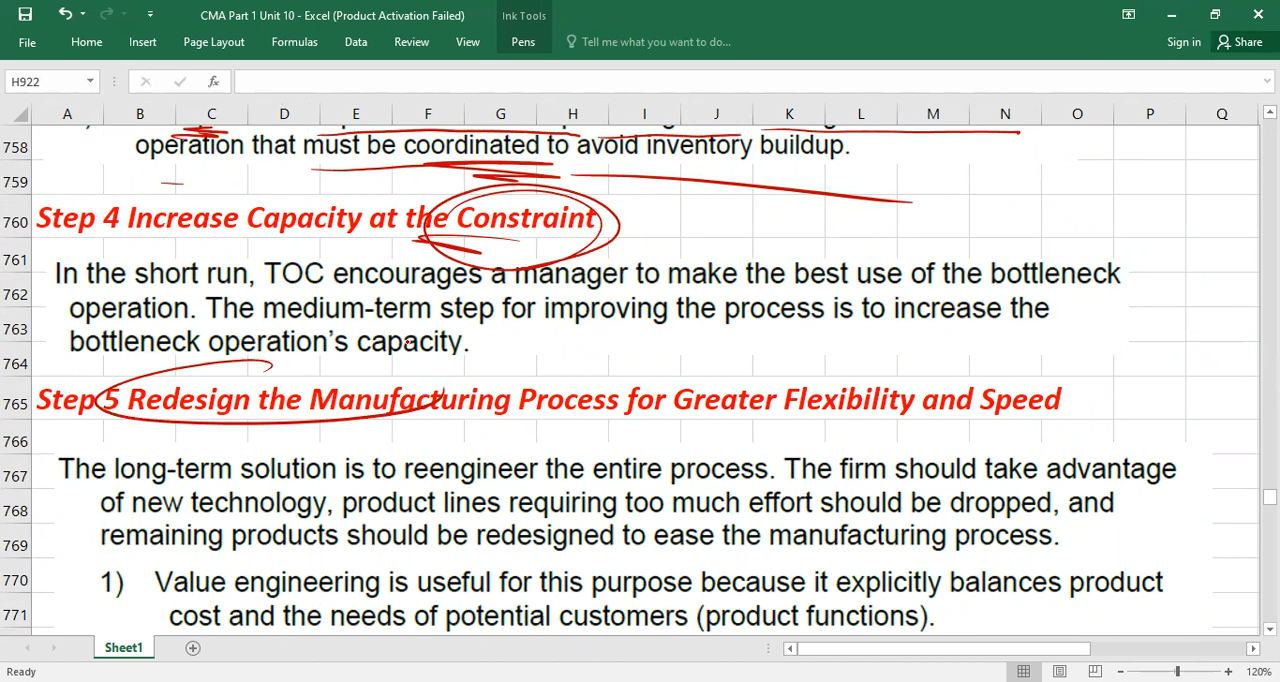 CMA Part 1 Unit 10 - Excel (Product Activation Failed)
Ink Tools
File Home Insert Page Layout Formulas Data Review View Pens Tell me what you want to do... Sign in Share
H922
fx
A B C D E F G H I J K L M N O P Q
758 operation that must be coordinated to avoid inventory buildup.
759
760 Step 4 Increase Capacity at the Constraint
761 In the short run, TOC encourages a manager to make the best use of the bottleneck
762 operation. The medium-term step for improving the process is to increase the
763 bottleneck operation's capacity.
764
765 Step 5 Redesign the Manufacturing Process for Greater Flexibility and Speed
766
767 The long-term solution is to reengineer the entire process. The firm should take advantage
768 of new technology, product lines requiring too much effort should be dropped, and
769 remaining products should be redesigned to ease the manufacturing process.
770 1) Value engineering is useful for this purpose because it explicitly balances product
771 cost and the needs of potential customers (product functions).
Sheet1
Ready
120%